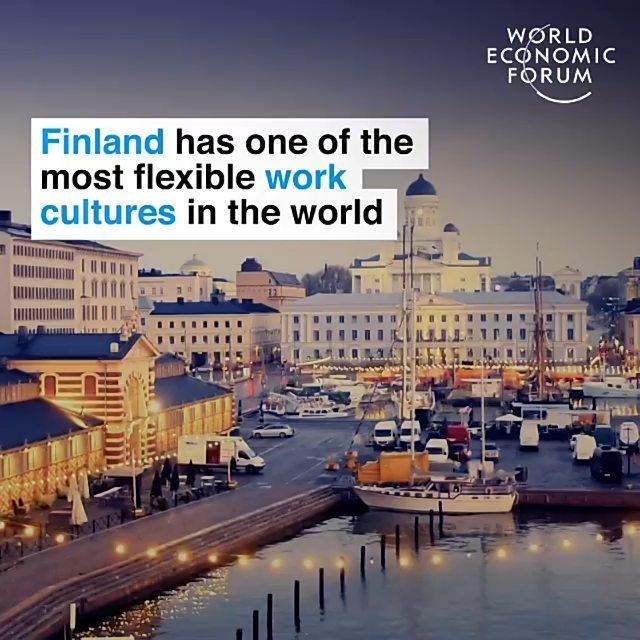 WORLD
ECONOMIC
FORUM
Finland has one of the
most flexible work
cultures in the world